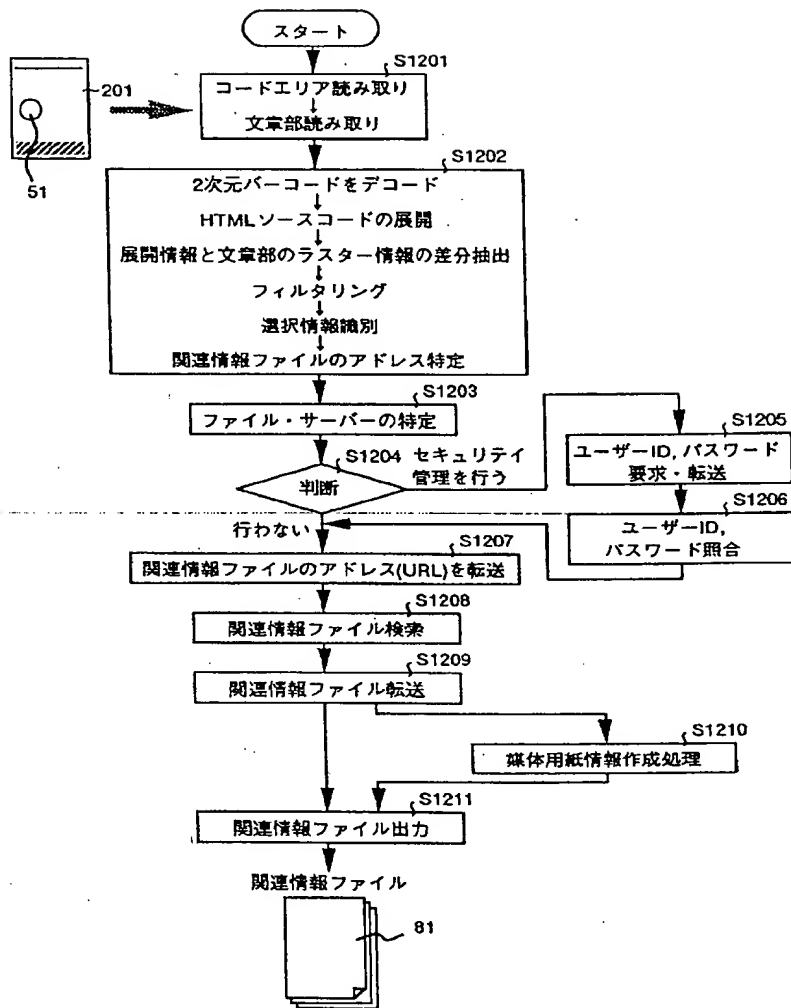 スタート
S1201
201
コードエリア読み取り
↓
文章部読み取り
51
S1202
2次元バーコードをデコード
↓
HTMLソースコードの展開
↓
展開情報と文章部のラスター情報の差分抽出
↓
フィルタリング
↓
選択情報識別
↓
関連情報ファイルのアドレス特定
S1203
ファイル・サーバーの特定
S1204
セキュリテイ
管理を行う
判断
S1205
ユーザーID, パスワード
要求・転送
S1206
ユーザーID,
パスワード照合
行わない
S1207
関連情報ファイルのアドレス(URL)を転送
S1208
関連情報ファイル検索
S1209
関連情報ファイル転送
S1210
媒体用紙情報作成処理
S1211
関連情報ファイル出力
関連情報ファイル
81